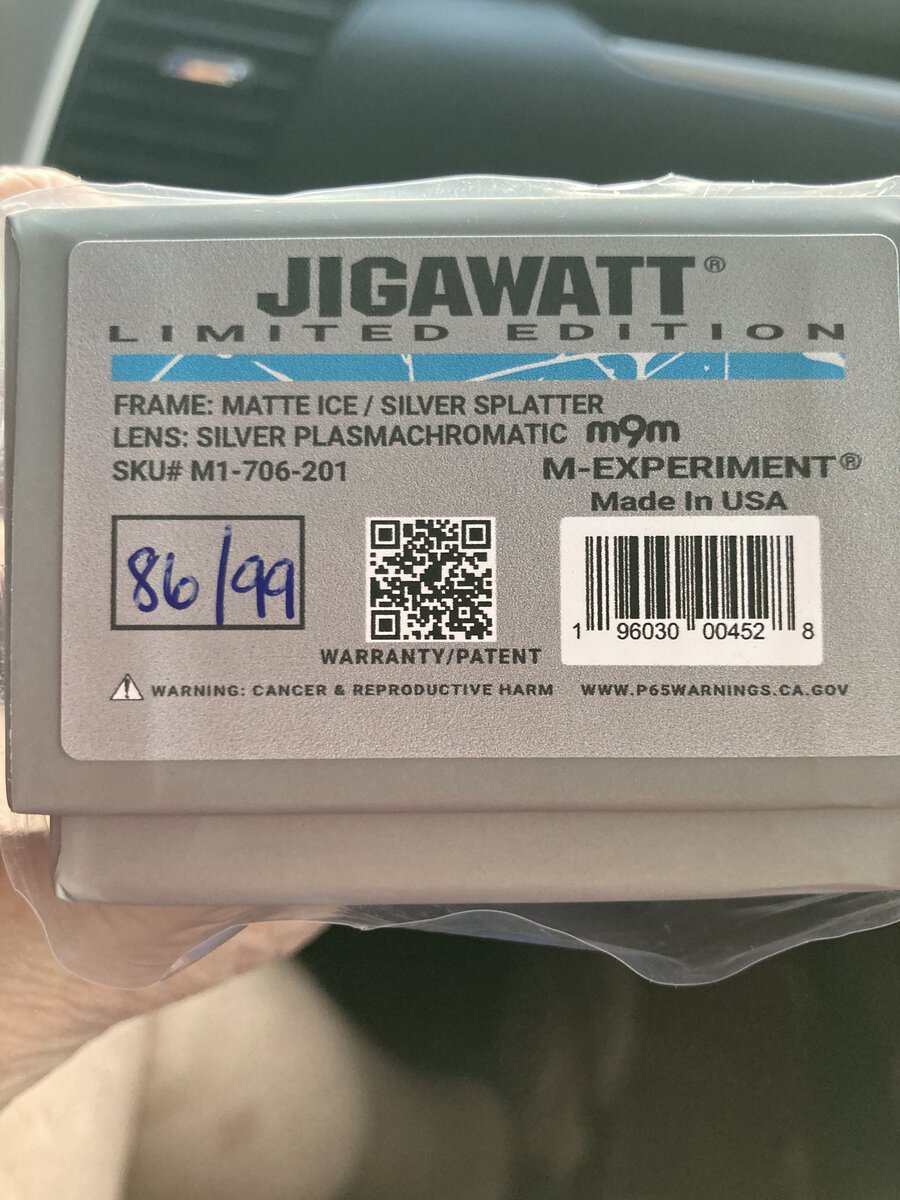 JIGAWATT®
LIMITED EDITION
FRAME: MATTE ICE / SILVER SPLATTER
LENS: SILVER PLASMACHROMATIC m9m
SKU# M1-706-201 M-EXPERIMENT®
Made In USA
86/99
1 96030 00452 8
WARRANTY/PATENT
WARNING: CANCER & REPRODUCTIVE HARM WWW.P65WARNINGS.CA.GOV